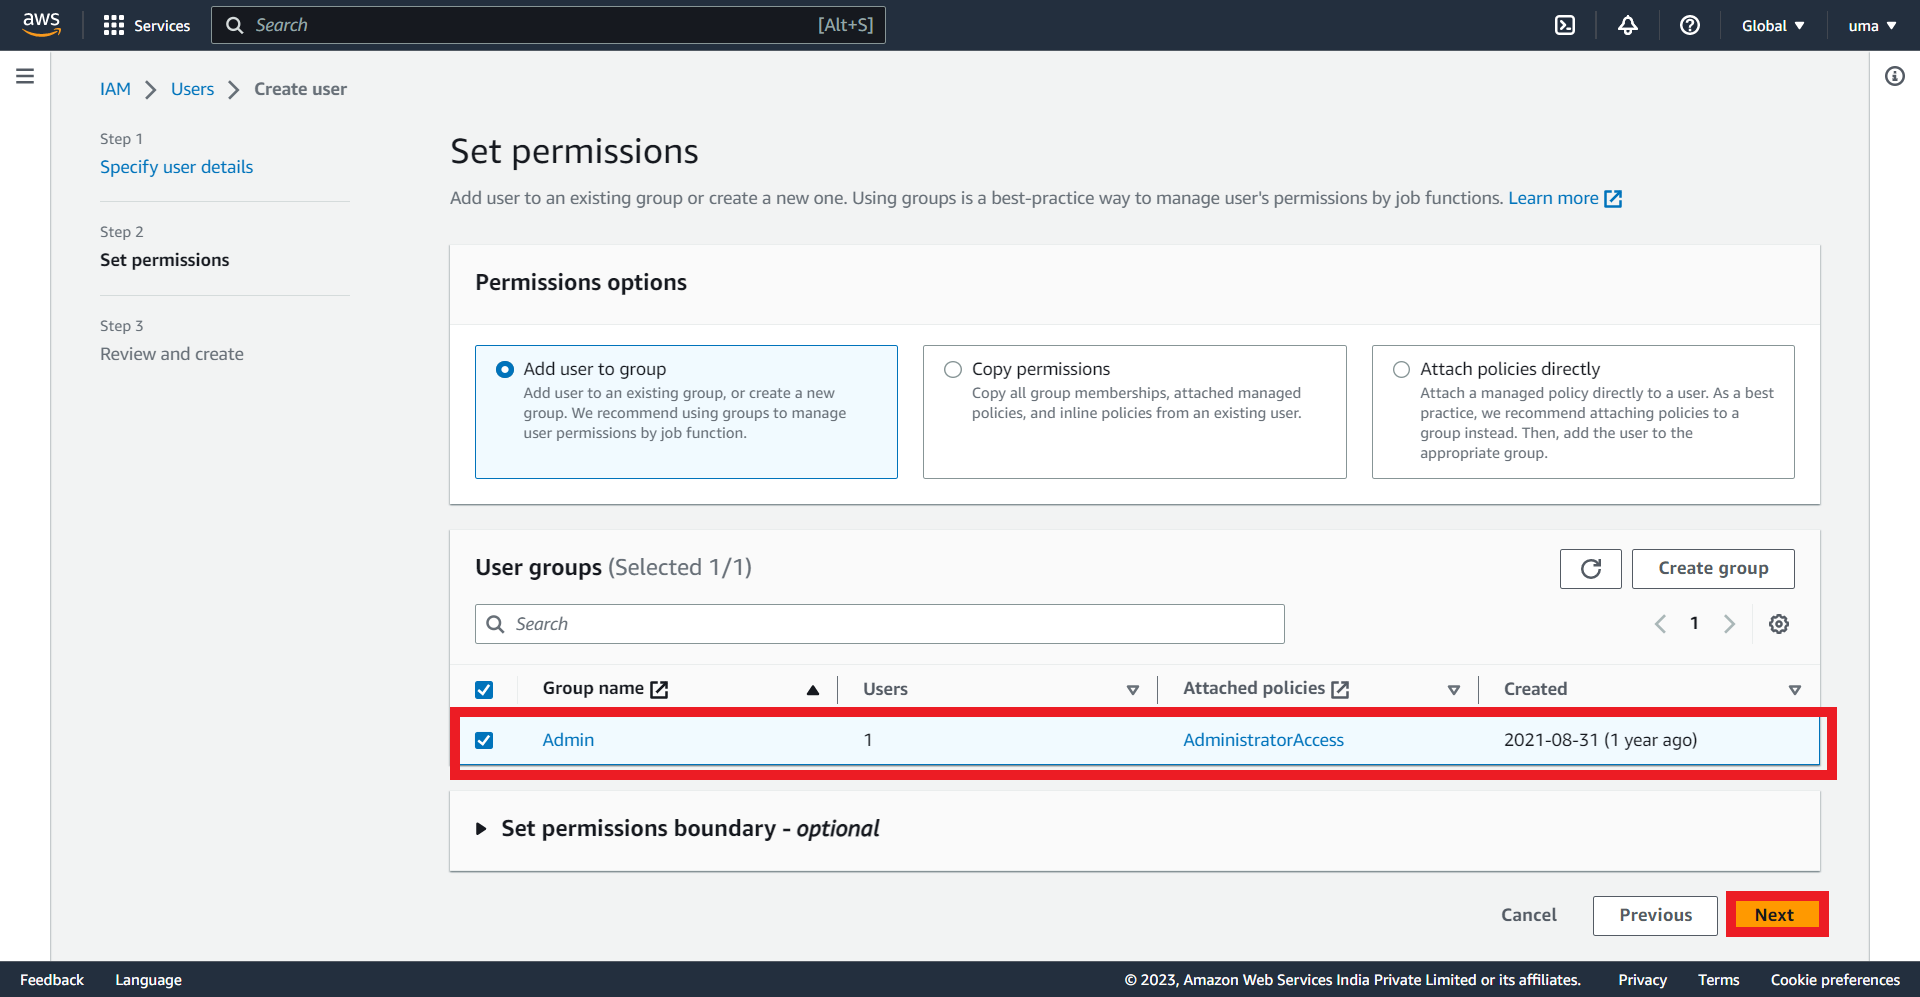 aws
Services
Search [Alt+S]
Global
uma
IAM
Users
Create user
Step 1
Specify user details
Step 2
Set permissions
Step 3
Review and create
Set permissions
Add user to an existing group or create a new one. Using groups is a best-practice way to manage user's permissions by job functions. Learn more
Permissions options
Add user to group
Add user to an existing group, or create a new
group. We recommend using groups to manage
user permissions by job function.
Copy permissions
Copy all group memberships, attached managed
policies, and inline policies from an existing user.
Attach policies directly
Attach a managed policy directly to a user. As a best
practice, we recommend attaching policies to a
group instead. Then, add the user to the
appropriate group.
User groups (Selected 1/1)
Create group
Search
1
Group name Users Attached policies Created
Admin 1 AdministratorAccess 2021-08-31 (1 year ago)
Set permissions boundary - optional
Cancel
Previous
Next
Feedback Language © 2023, Amazon Web Services India Private Limited or its affiliates. Privacy Terms Cookie preferences